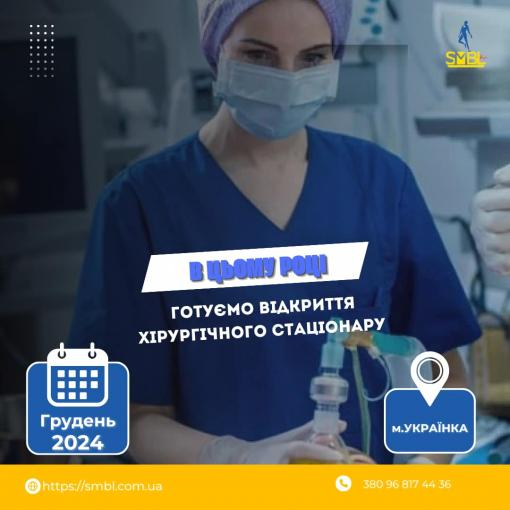 SMBL
В ЦЬОМУ РОЦІ
ГОТУЄМО ВІДКРИТТЯ
ХІРУРГІЧНОГО СТАЦІОНАРУ
Грудень
2024
м.УКРАЇНКА
https://smbl.com.ua
380 96 817 44 36